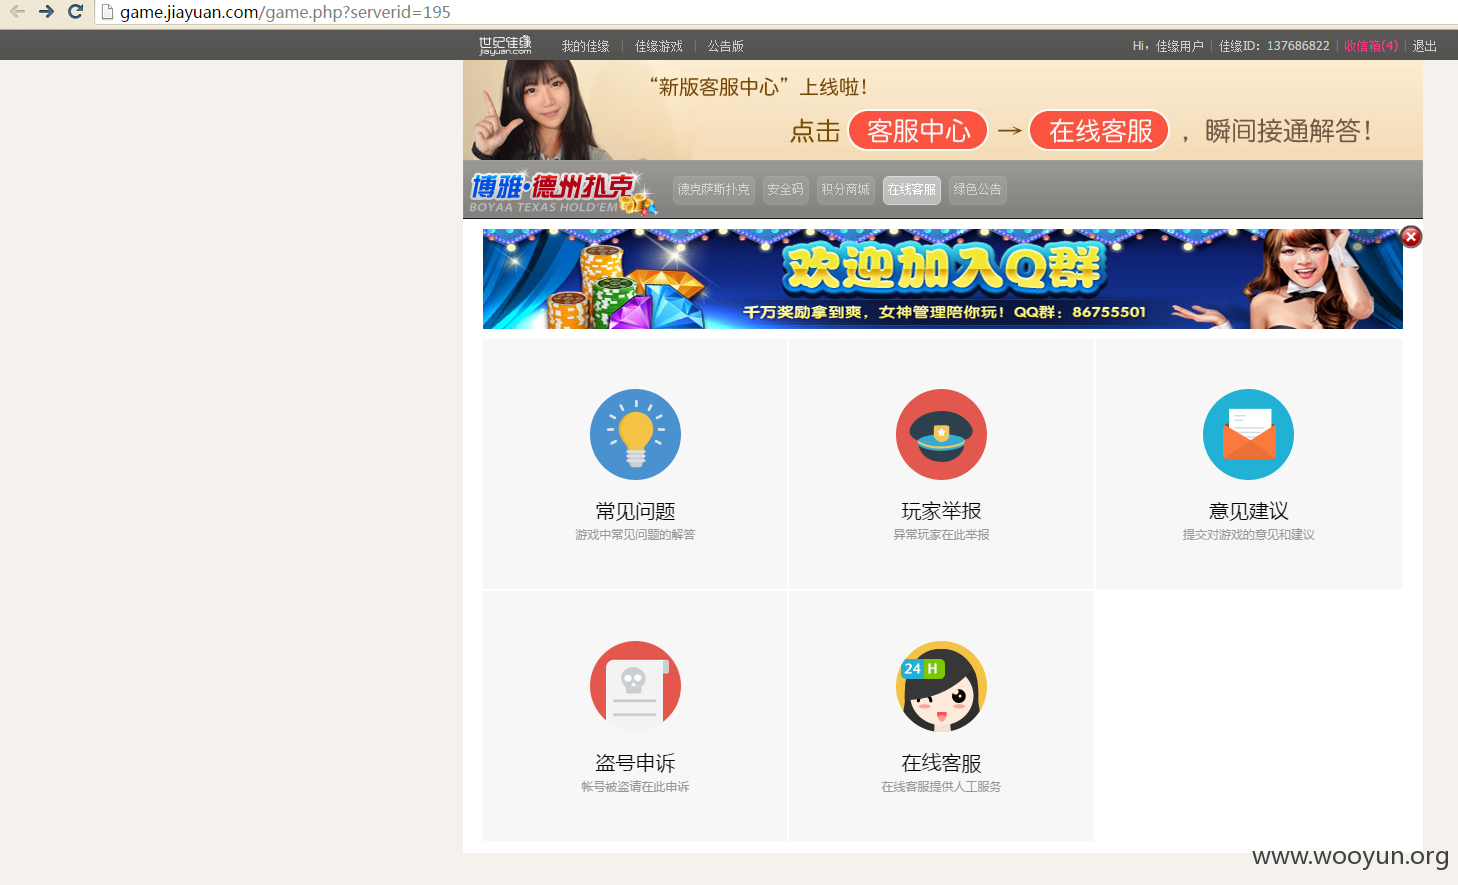 game.jiayuan.com/game.php?serverid=195
世纪佳缘 我的佳缘 | 佳缘游戏 | 公告版 Hi，佳缘用户 | 佳缘ID：137686822 | 收信箱(4) | 退出
jiayuan.com
“新版客服中心”上线啦！
点击 客服中心 → 在线客服 ，瞬间接通解答！
博雅·德州扑克 德克萨斯扑克 安全码 积分商城 在线客服 绿色公告
BOYAA TEXAS HOLD'EM
欢迎加入Q群
千万奖励拿到爽，女神管理陪你玩！QQ群：86755501
常见问题 玩家举报 意见建议
游戏中常见问题的解答 异常玩家在此举报 提交对游戏的意见和建议
24 H
盗号申诉 在线客服
帐号被盗请在此申诉 在线客服提供人工服务
www.wooyun.org